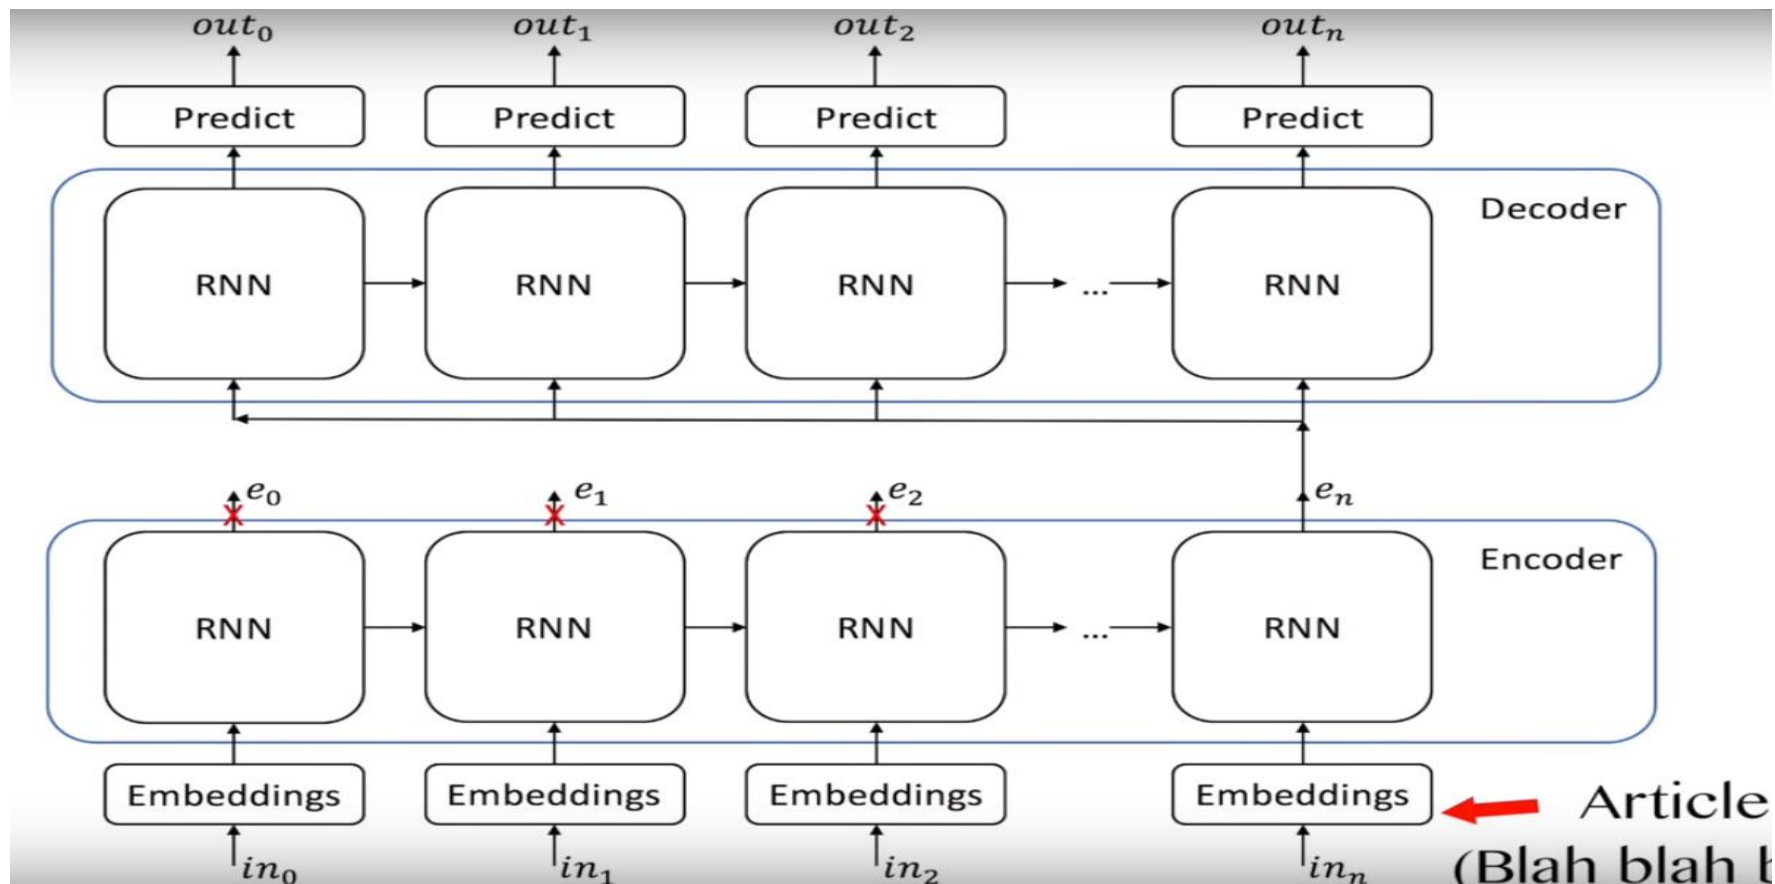 out₀ out₁ out₂ outₙ
Predict Predict Predict Predict
Decoder
RNN RNN RNN ... RNN
e₀ e₁ e₂ eₙ
x x x
Encoder
RNN RNN RNN ... RNN
Embeddings Embeddings Embeddings Embeddings
Article
in₀ in₁ in₂ inₙ
(Blah blah b